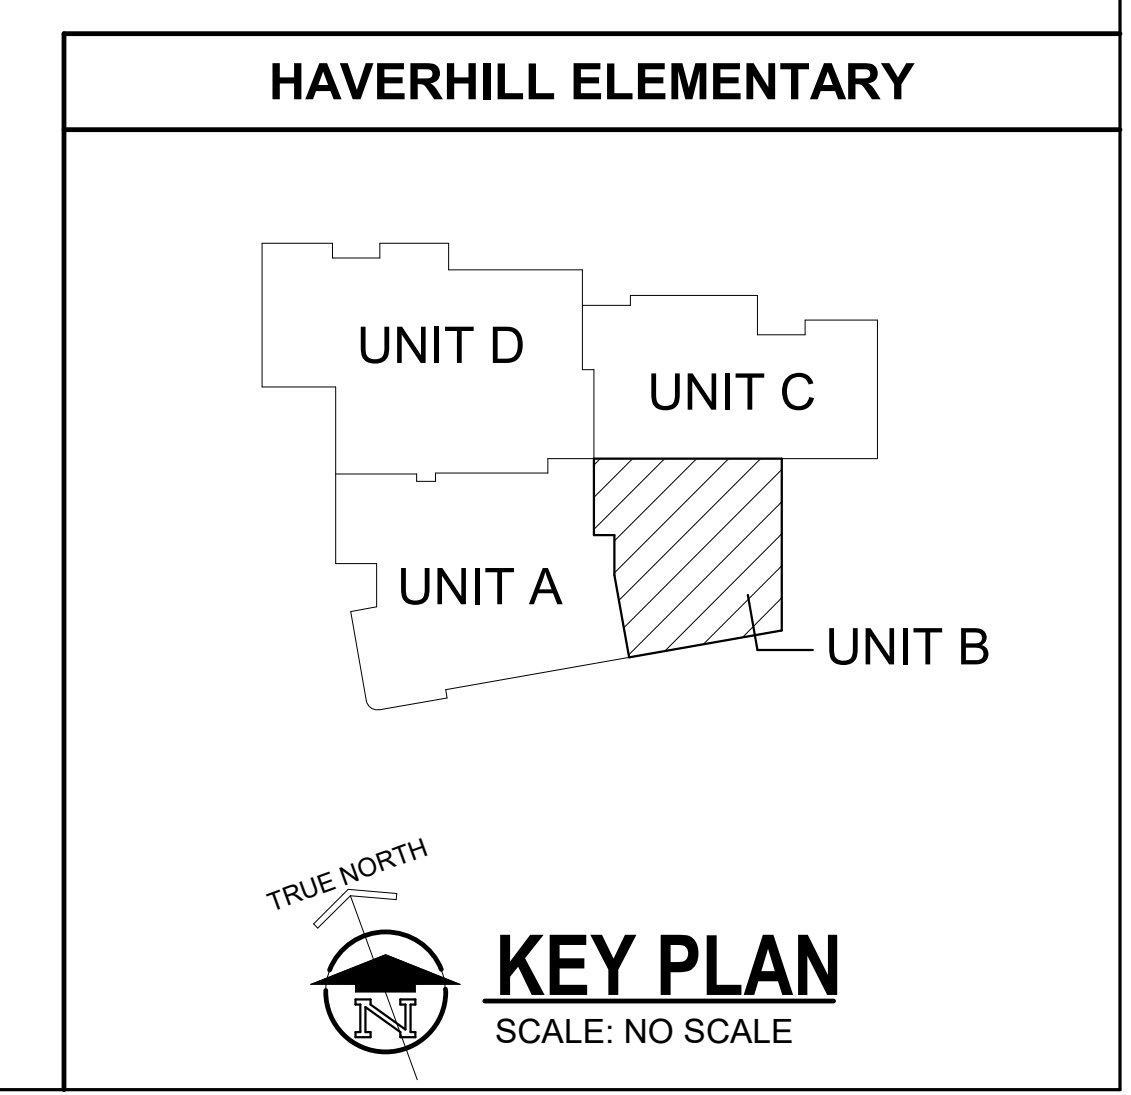 HAVERHILL ELEMENTARY
UNIT D
UNIT C
UNIT A
UNIT B
TRUE NORTH
KEY PLAN
N
SCALE: NO SCALE